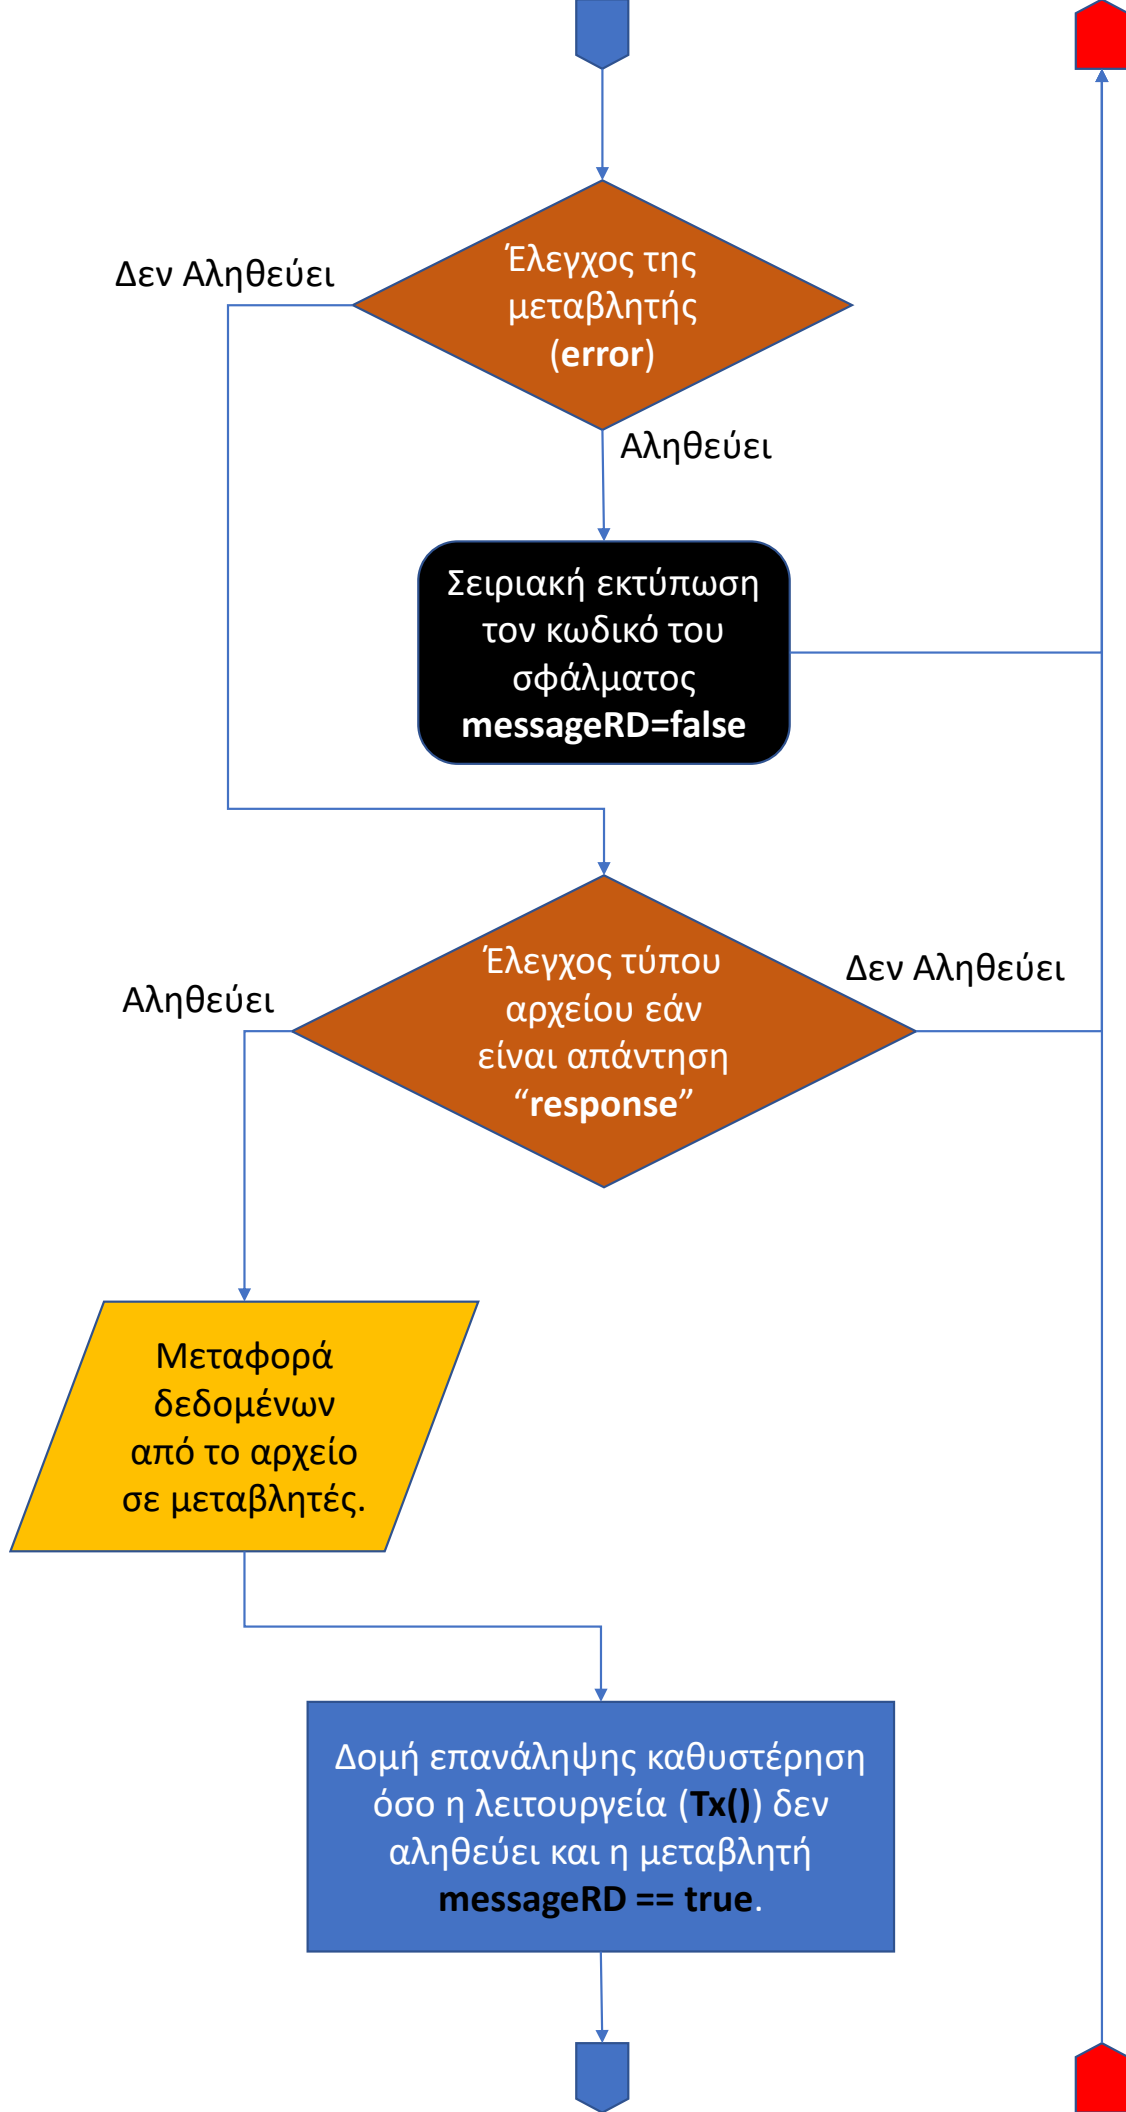 Δεν Αληθεύει
Έλεγχος της
μεταβλητής
(error)
Αληθεύει
Σειριακή εκτύπωση
τον κωδικό του
σφάλματος
messageRD=false
Αληθεύει
Έλεγχος τύπου
αρχείου εάν
είναι απάντηση
“response”
Δεν Αληθεύει
Μεταφορά
δεδομένων
από το αρχείο
σε μεταβλητές.
Δομή επανάληψης καθυστέρηση
όσο η λειτουργεία (Tx()) δεν
αληθεύει και η μεταβλητή
messageRD == true.